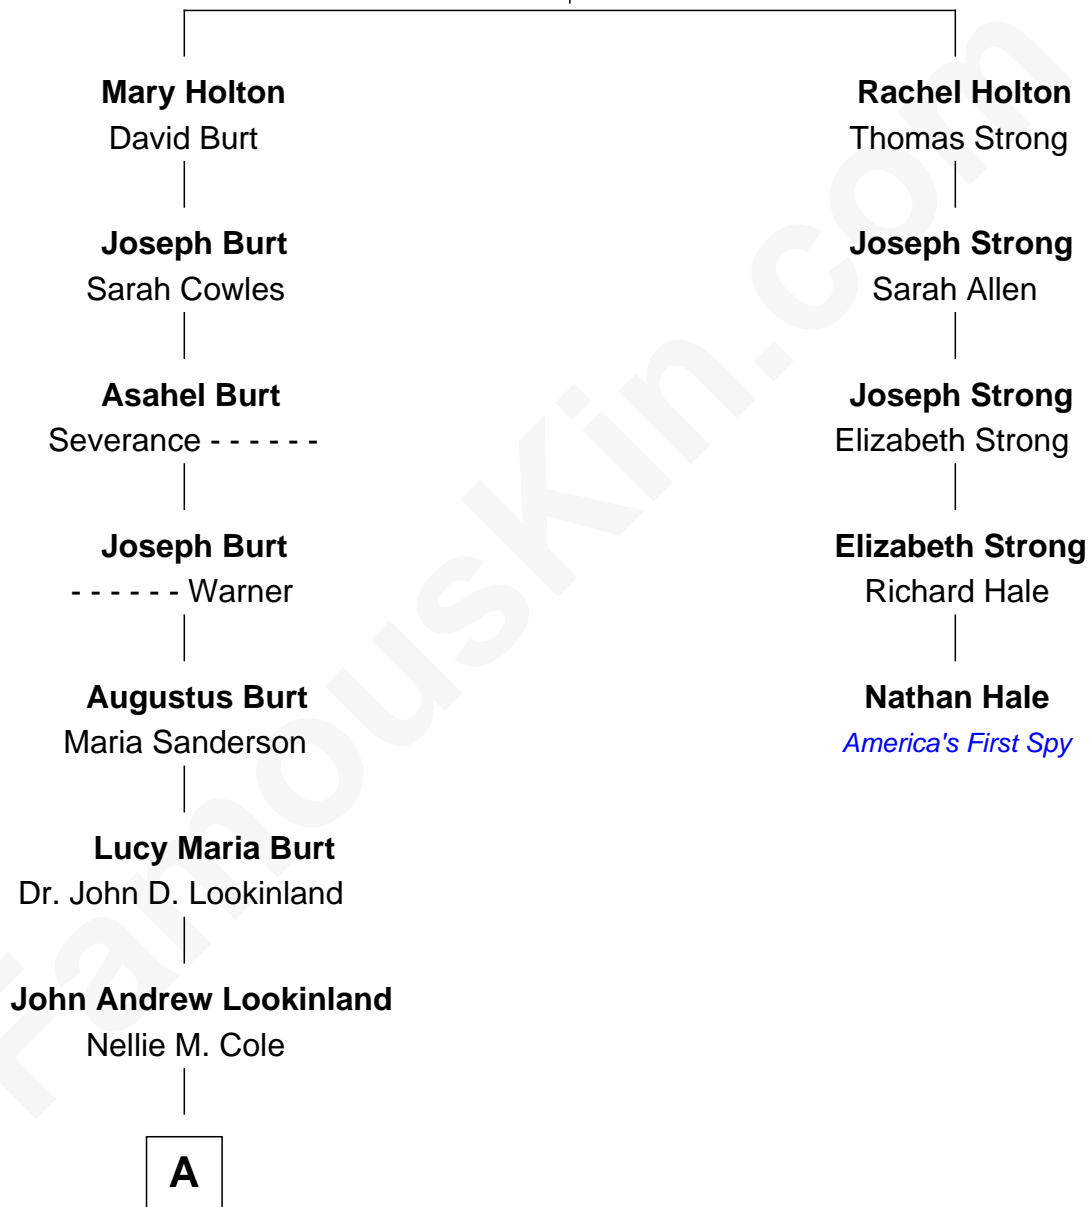 Mary Holton
David Burt
Rachel Holton
Thomas Strong
Joseph Burt
Sarah Cowles
Joseph Strong
Sarah Allen
Asahel Burt
Severance - - - - - -
Joseph Strong
Elizabeth Strong
Joseph Burt
- - - - - - Warner
Elizabeth Strong
Richard Hale
Augustus Burt
Maria Sanderson
Nathan Hale
America's First Spy
Lucy Maria Burt
Dr. John D. Lookinland
John Andrew Lookinland
Nellie M. Cole
A
FamousKin.com